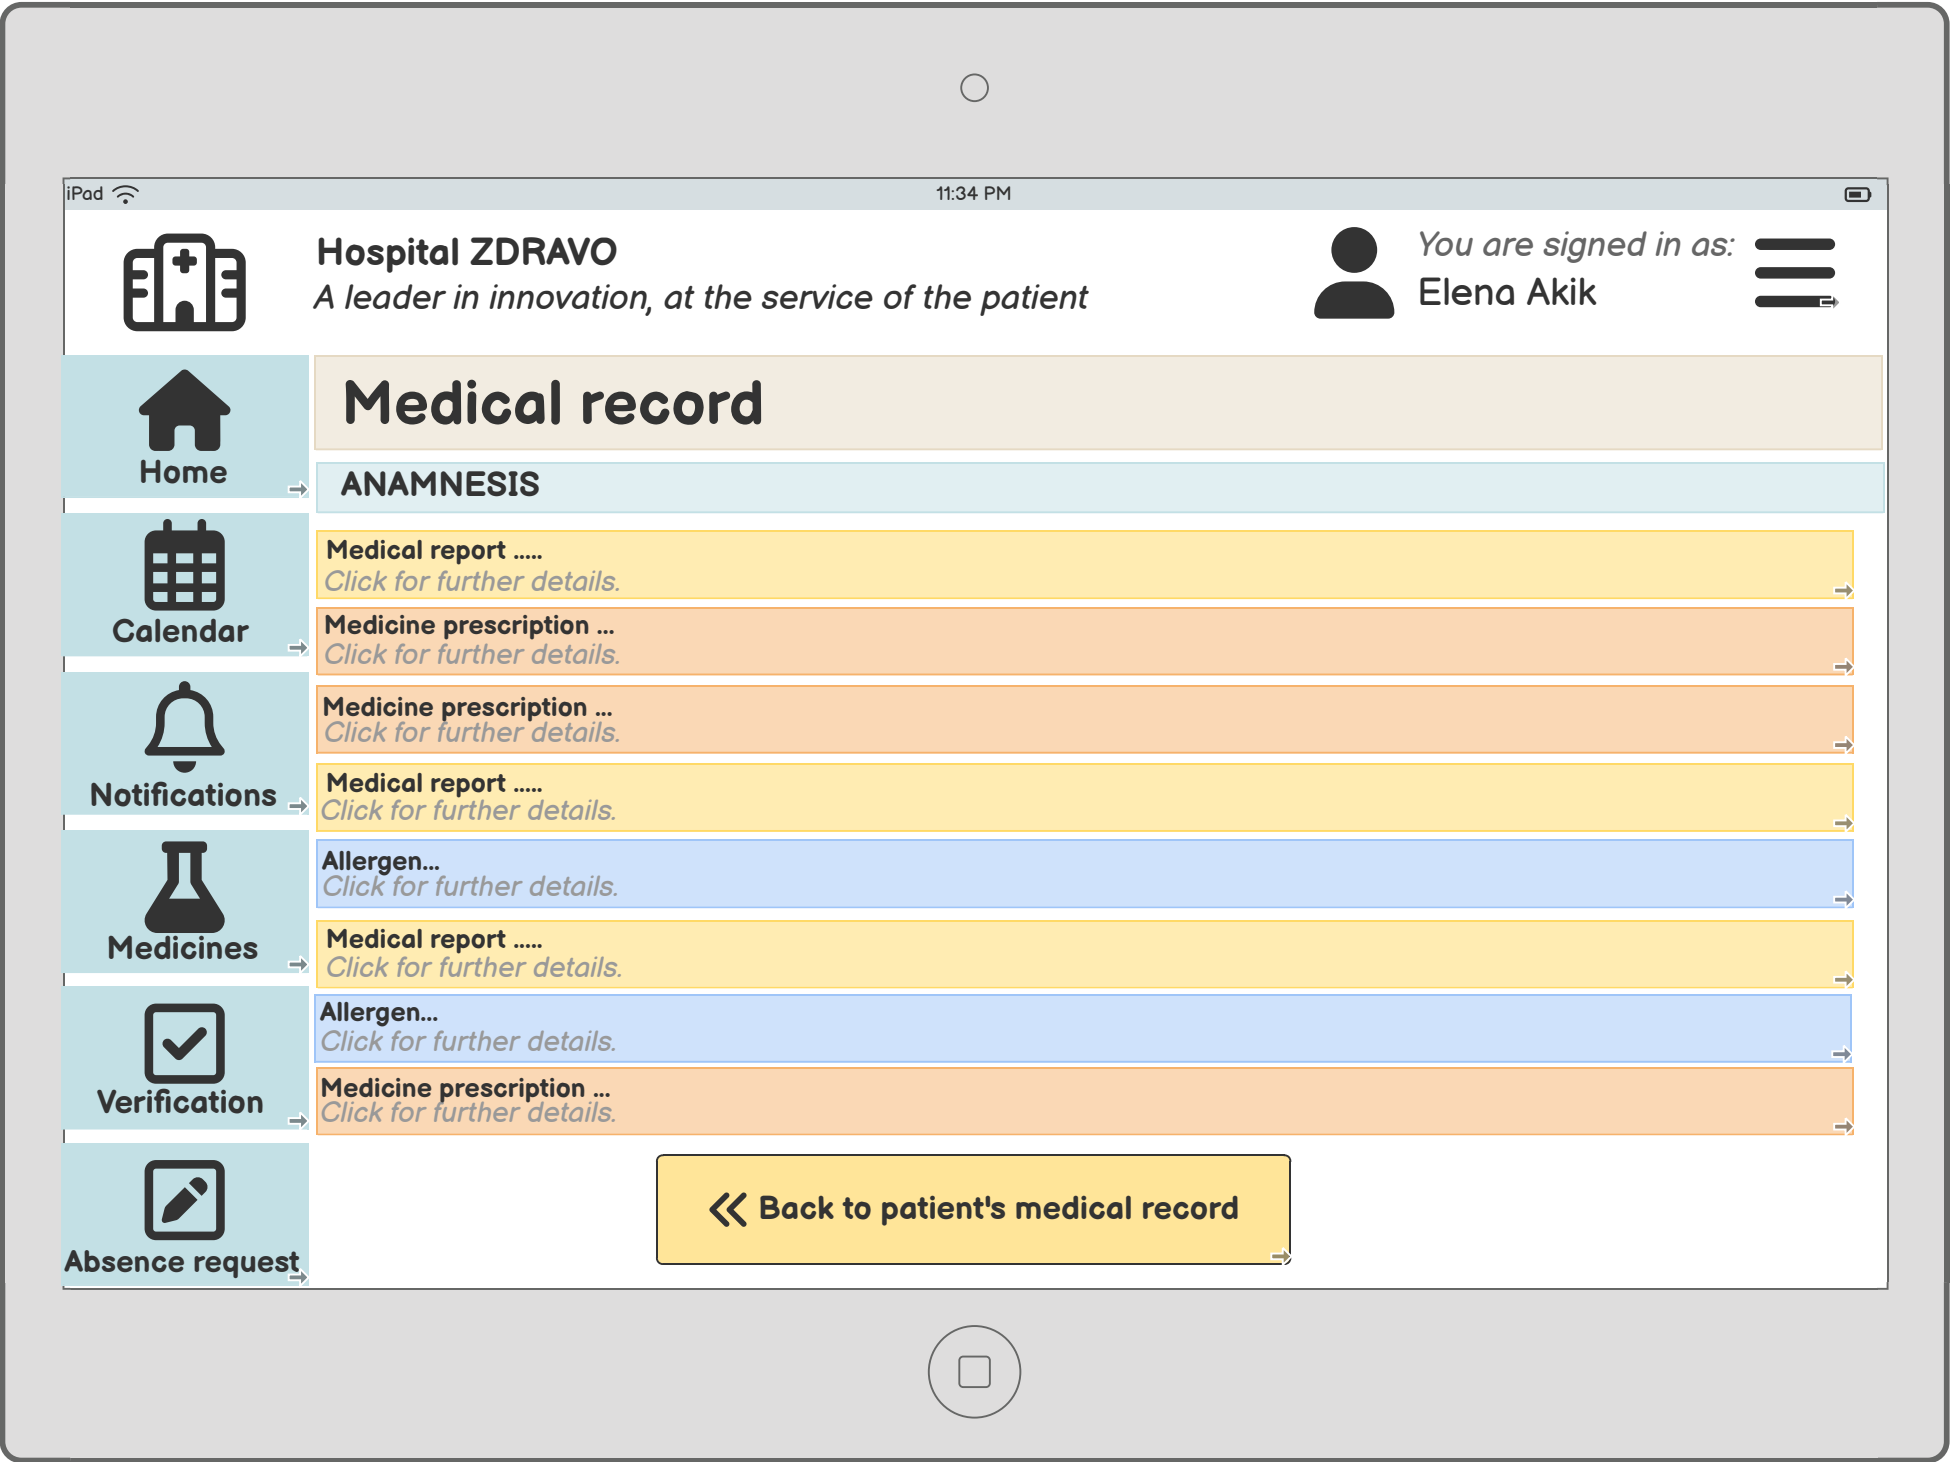 iPad
11:34 PM
Hospital ZDRAVO
A leader in innovation, at the service of the patient
You are signed in as:
Elena Akik
Home
Calendar
Notifications
Medicines
Verification
Absence request
Medical record
ANAMNESIS
Medical report .....
Click for further details.
Medicine prescription ...
Click for further details.
Medicine prescription ...
Click for further details.
Medical report .....
Click for further details.
Allergen...
Click for further details.
Medical report .....
Click for further details.
Allergen...
Click for further details.
Medicine prescription ...
Click for further details.
Back to patient's medical record